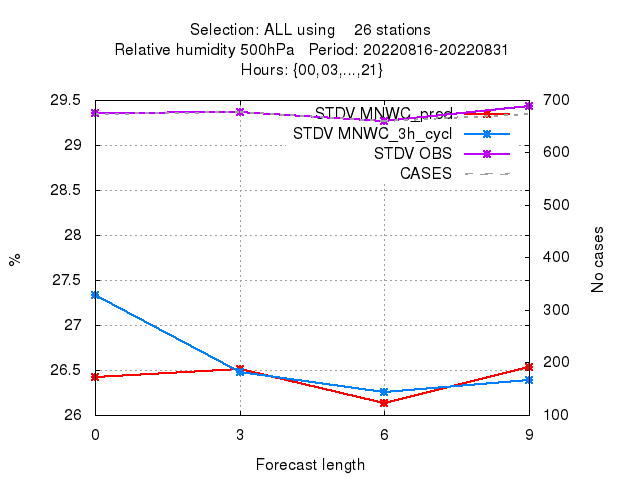 Selection: ALL using    26 stations
Relative humidity 500hPa   Period: 20220816-20220831
Hours: {00,03,...,21}
29.5
29
28.5
28
27.5
27
26.5
26
%
700
600
500
400
300
200
100
No cases
STDV MNWC_prod
STDV MNWC_3h_cycl
STDV OBS
CASES
0
3
6
9
Forecast length